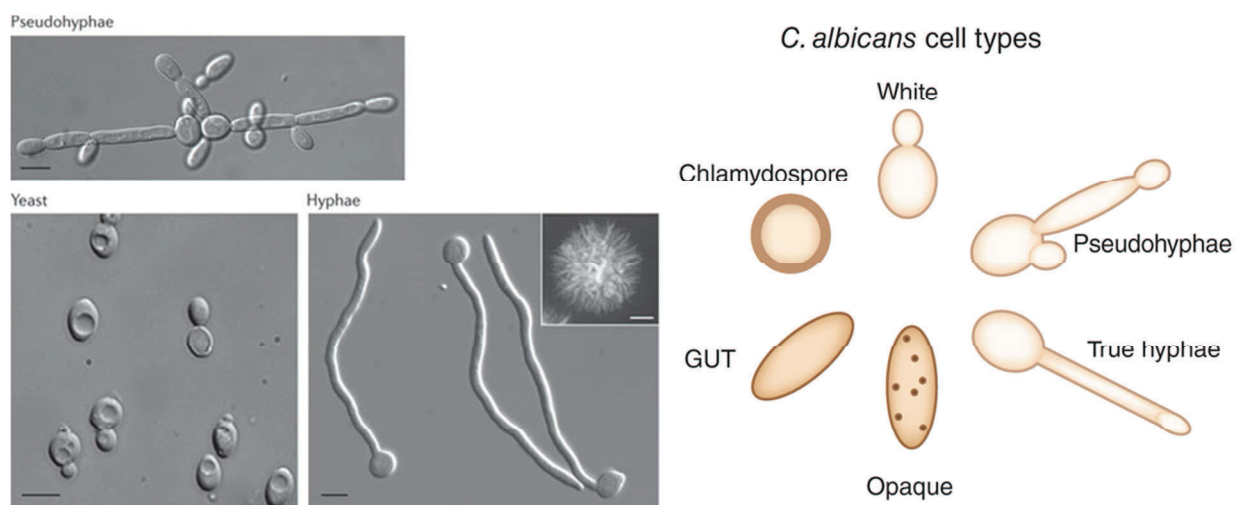 Pseudohyphae
Yeast
Hyphae
C. albicans cell types
White
Chlamydospore
Pseudohyphae
GUT
True hyphae
Opaque